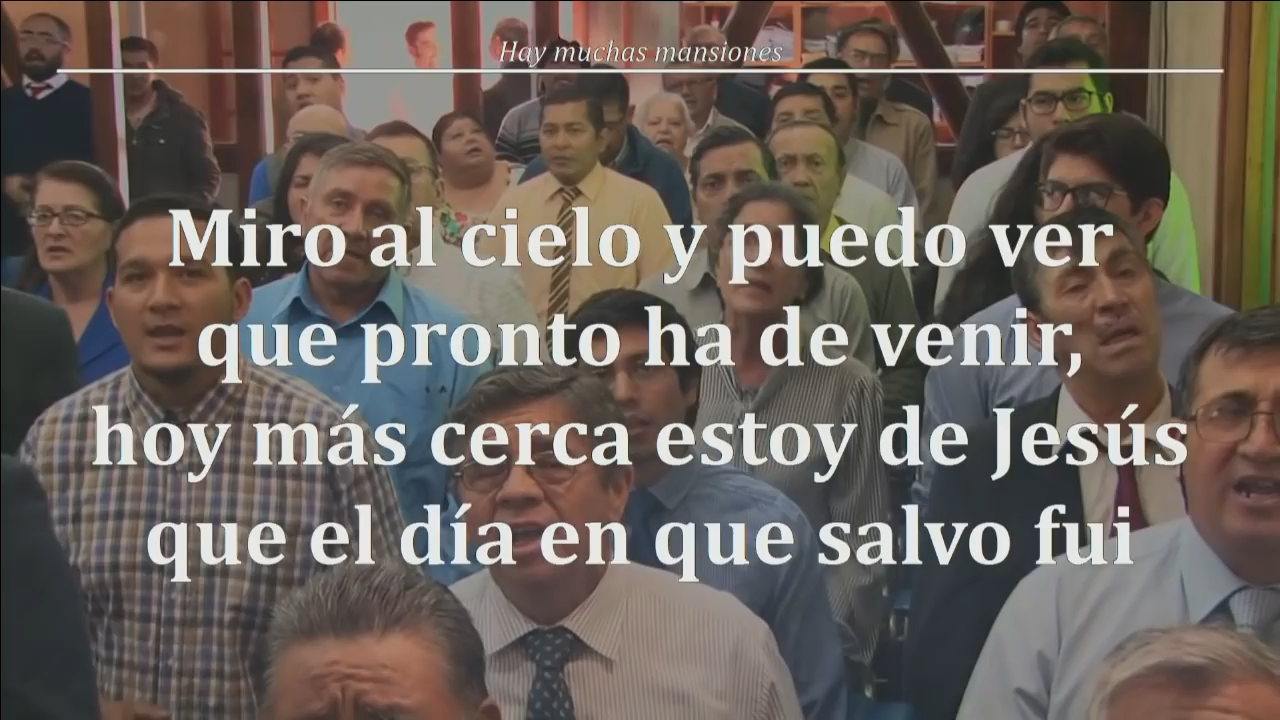 Hay muchas mansiones
Miro al cielo y puedo ver
que pronto ha de venir,
hoy más cerca estoy de Jesús
que el día en que salvo fui